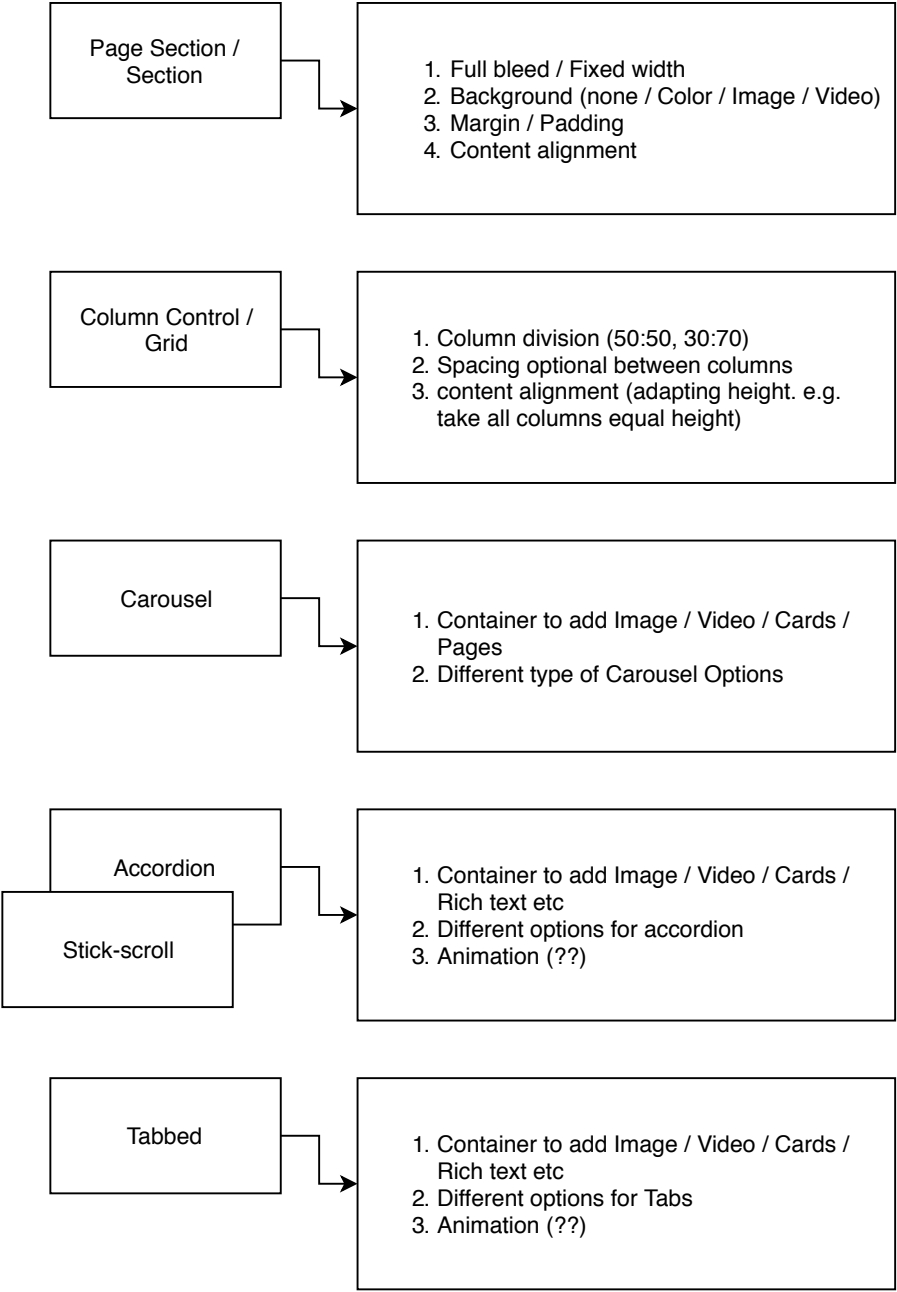 Page Section /
Section
1. Full bleed / Fixed width
2. Background (none / Color / Image / Video)
3. Margin / Padding
4. Content alignment
Column Control /
Grid
1. Column division (50:50, 30:70)
2. Spacing optional between columns
3. content alignment (adapting height. e.g.
take all columns equal height)
Carousel
1. Container to add Image / Video / Cards /
Pages
2. Different type of Carousel Options
Accordion
Stick-scroll
1. Container to add Image / Video / Cards /
Rich text etc
2. Different options for accordion
3. Animation (??)
Tabbed
1. Container to add Image / Video / Cards /
Rich text etc
2. Different options for Tabs
3. Animation (??)